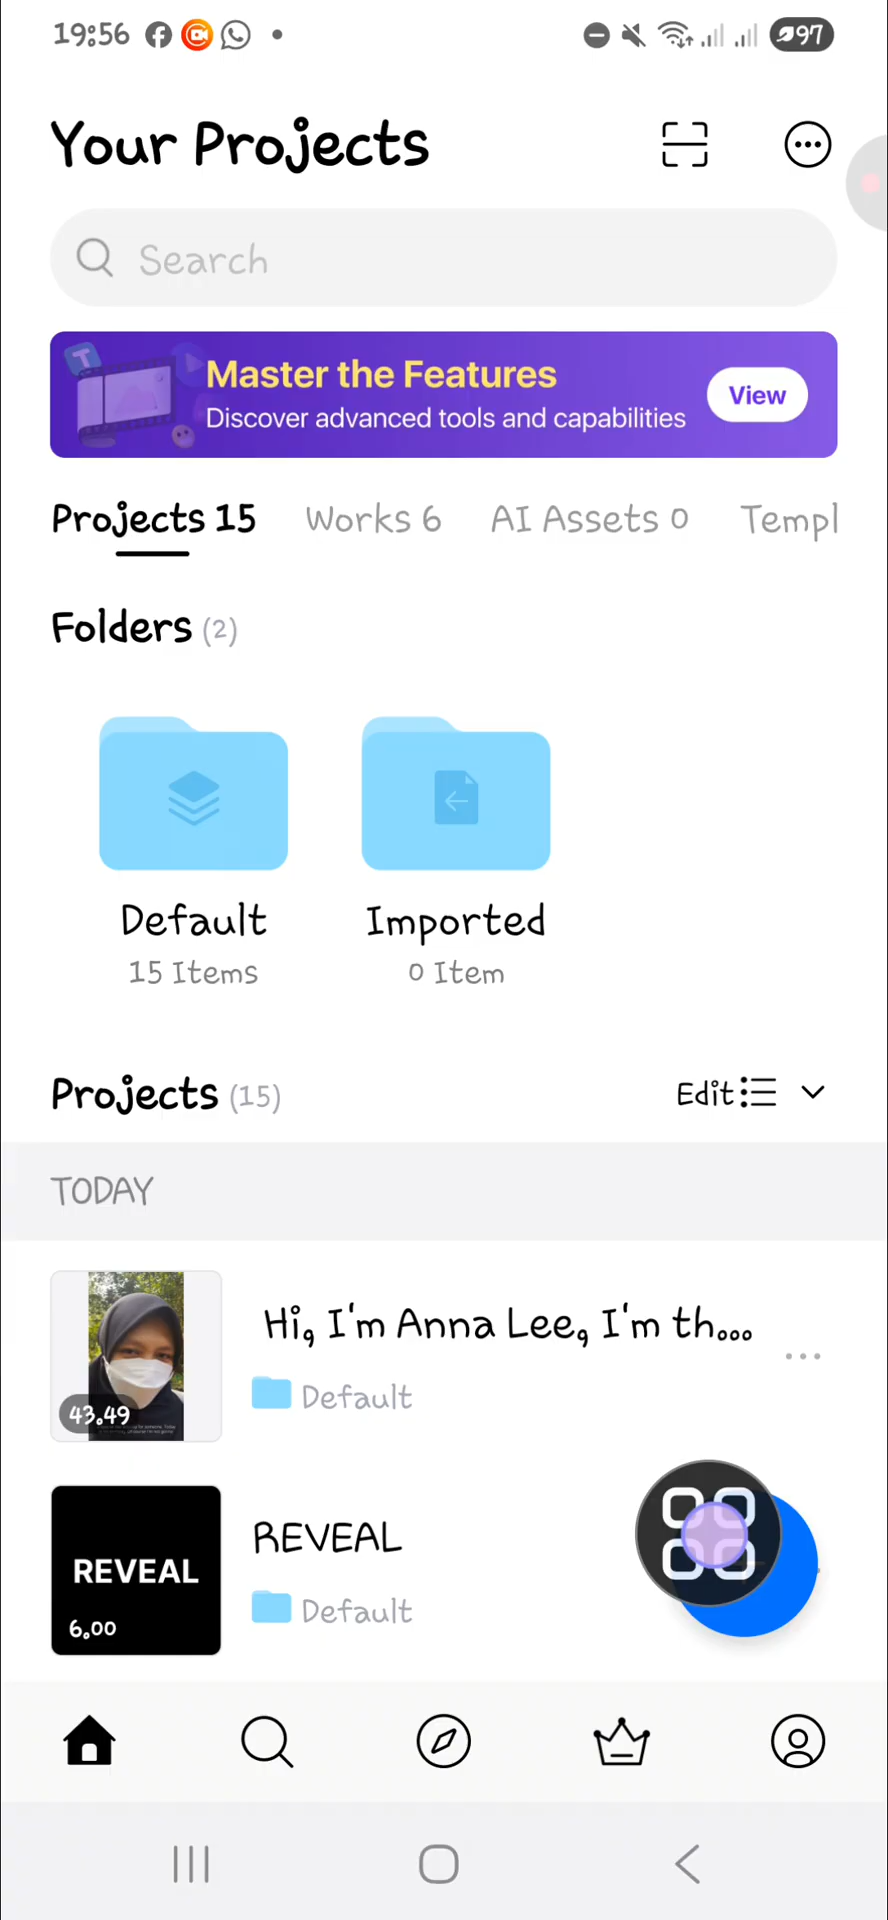 19:56
97
Your Projects
Search
Master the Features
Discover advanced tools and capabilities
View
Projects 15 Works 6 AI Assets 0 Templ
Folders (2)
Default Imported
15 Items 0 Item
Projects (15) Edit
TODAY
Hi, I'm Anna Lee, I'm th...
43.49
Default
REVEAL
REVEAL
6.00
Default